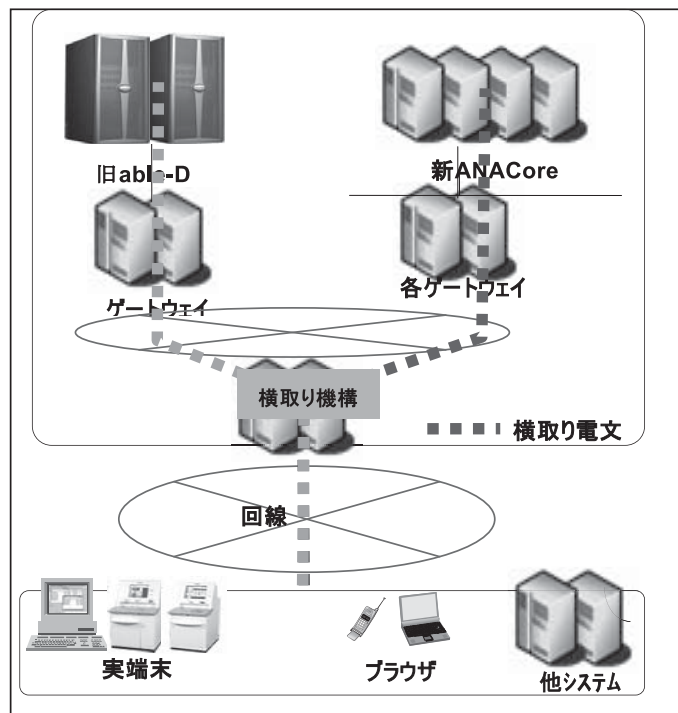 旧able-D
新ANACore
ゲートウェイ
各ゲートウェイ
横取り機構
横取り電文
回線
実端末
ブラウザ
他システム